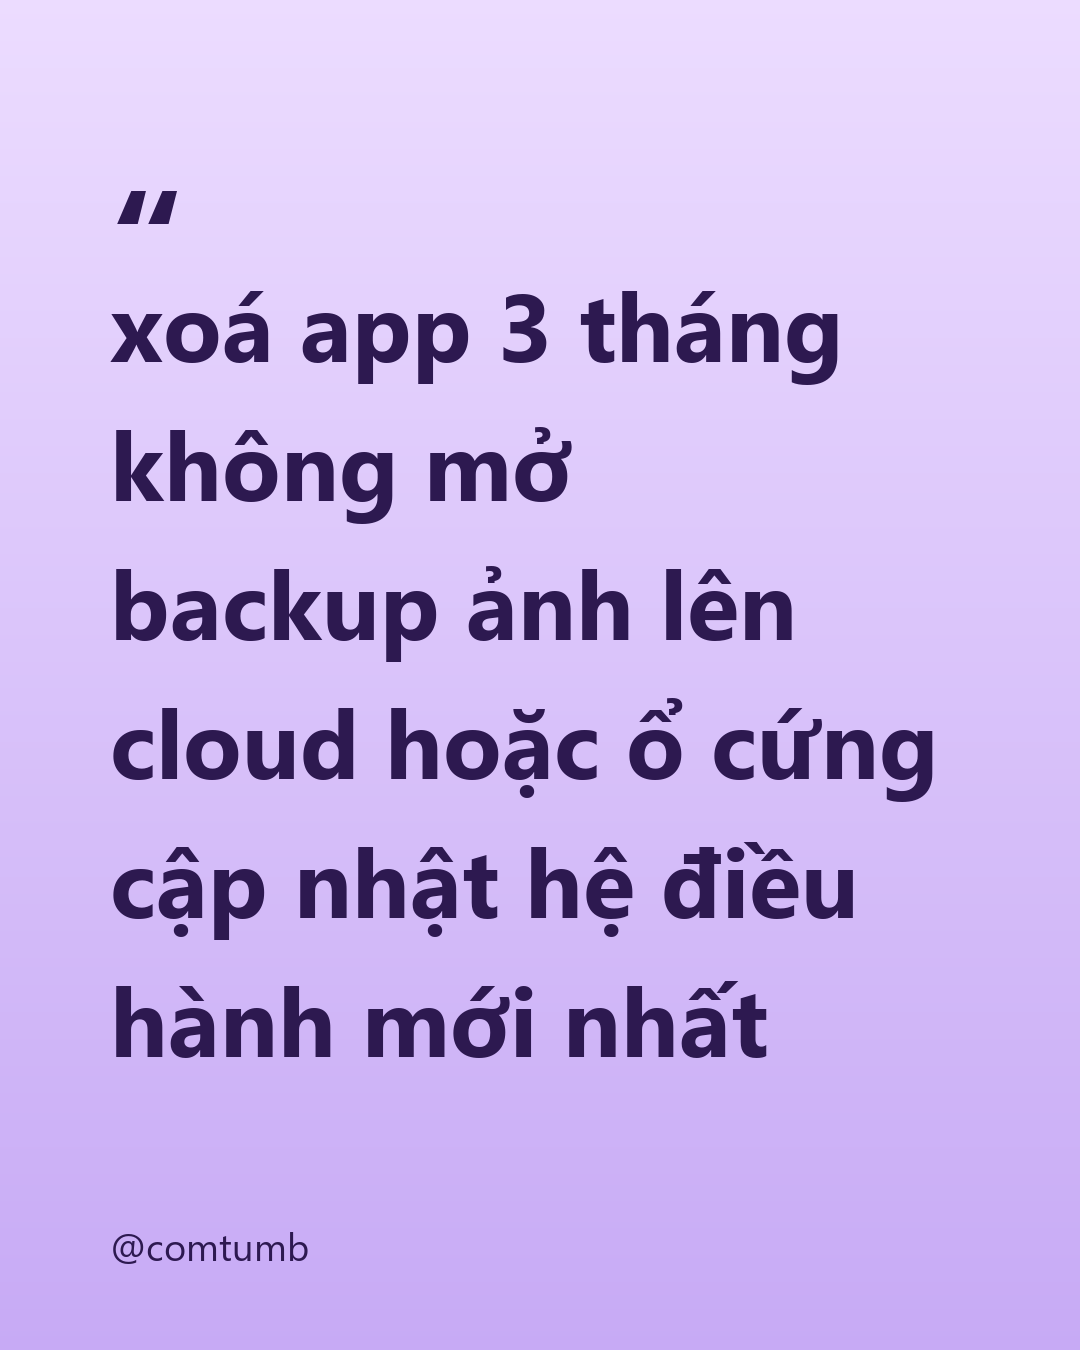 “
xoá app 3 tháng
không mở
backup ảnh lên
cloud hoặc ổ cứng
cập nhật hệ điều
hành mới nhất
@comtumb